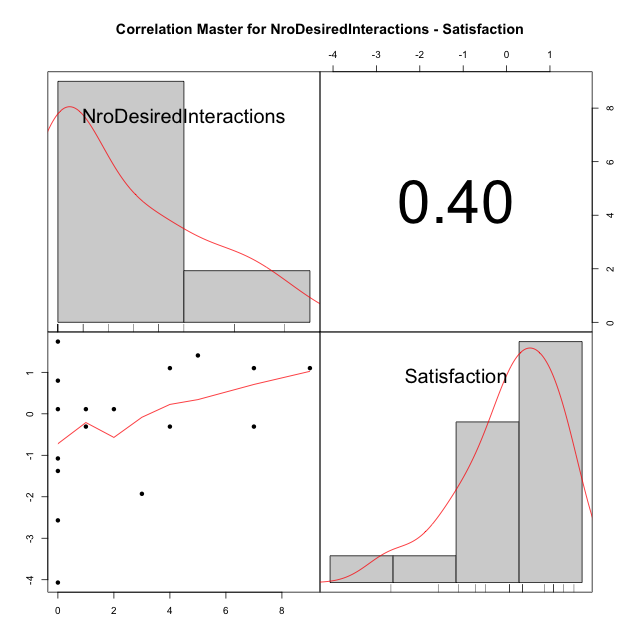 Correlation Master for NroDesiredInteractions - Satisfaction
-4 -3 -2 -1 0 1
NroDesiredInteractions
0.40
8
6
4
2
0
Satisfaction
1
0
-1
-2
-3
-4
0 2 4 6 8